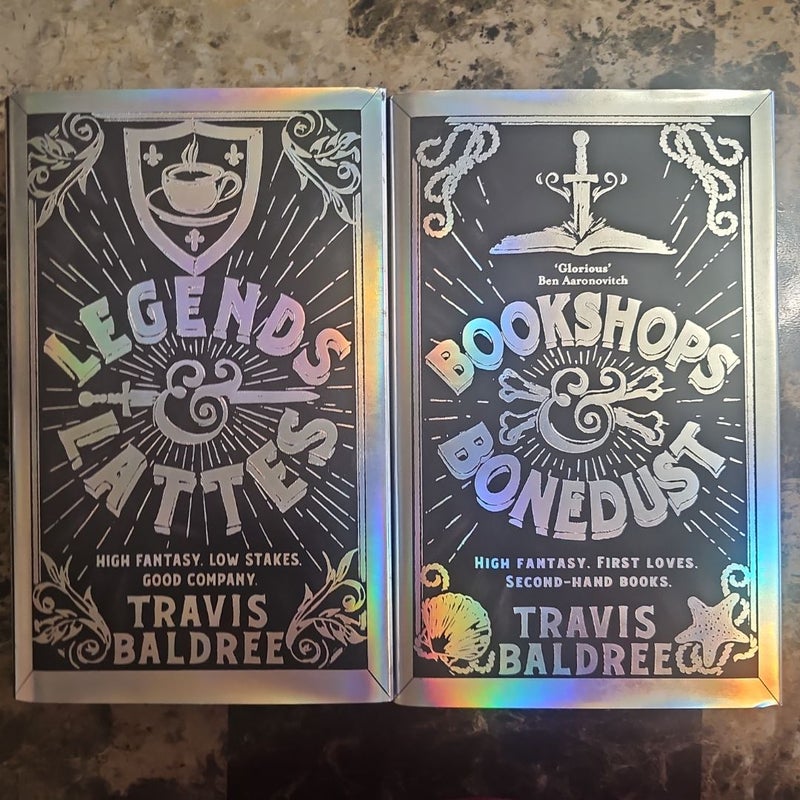 LEGENDS
&
LATTES
HIGH FANTASY. LOW STAKES.
GOOD COMPANY.
TRAVIS
BALDREE
'Glorious'
Ben Aaronovitch
BOOKSHOPS
&
BONEDUST
HIGH FANTASY. FIRST LOVES.
SECOND-HAND BOOKS.
TRAVIS
BALDREE